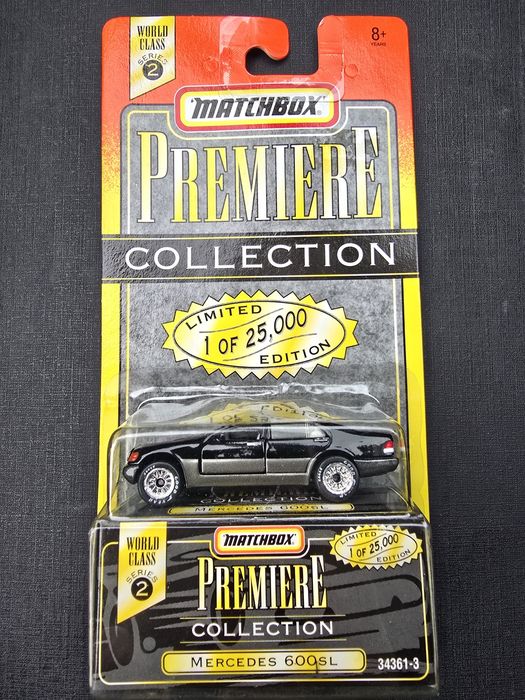 WORLD
CLASS
SERIES
2
8+
YEARS
MATCHBOX
PREMIERE
COLLECTION
LIMITED
1 OF 25,000
EDITION
COLLECTION
MERCEDES 600SL
WORLD
CLASS
SERIES
2
MATCHBOX
LIMITED
1 OF 25,000
EDITION
PREMIERE
COLLECTION
MERCEDES 600SL
34361-3